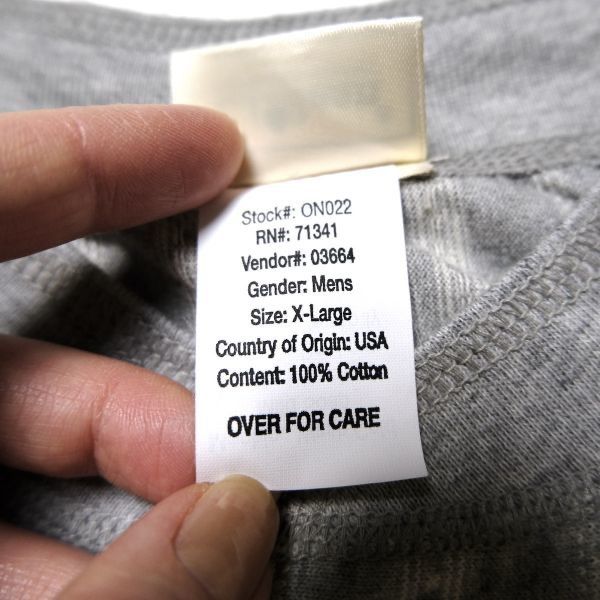 Stock#: ON022
RN#: 71341
Vendor#: 03664
Gender: Mens
Size: X-Large
Country of Origin: USA
Content: 100% Cotton
OVER FOR CARE